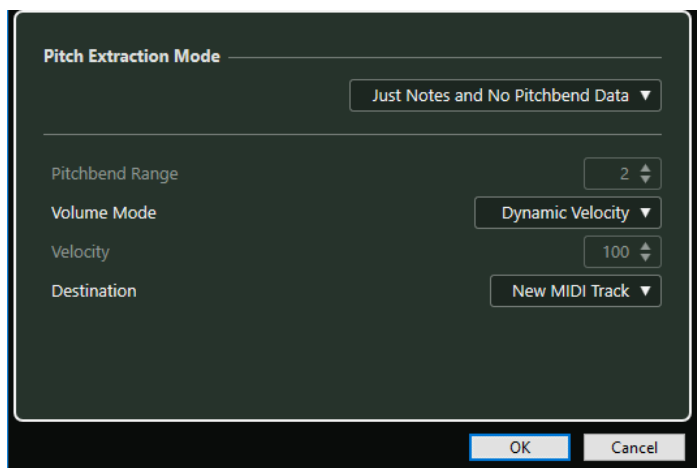 Pitch Extraction Mode
Just Notes and No Pitchbend Data
Pitchbend Range 2
Volume Mode Dynamic Velocity
Velocity 100
Destination New MIDI Track
OK Cancel